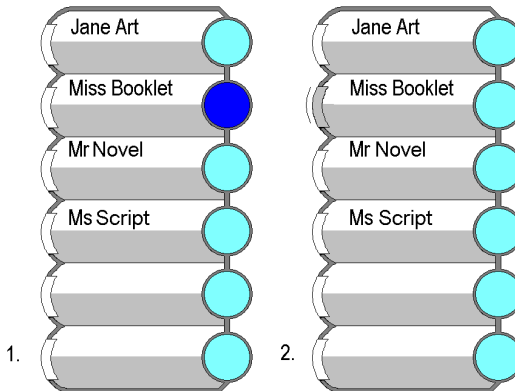 Jane Art
Miss Booklet
Mr Novel
Ms Script
1.
Jane Art
Miss Booklet
Mr Novel
Ms Script
2.